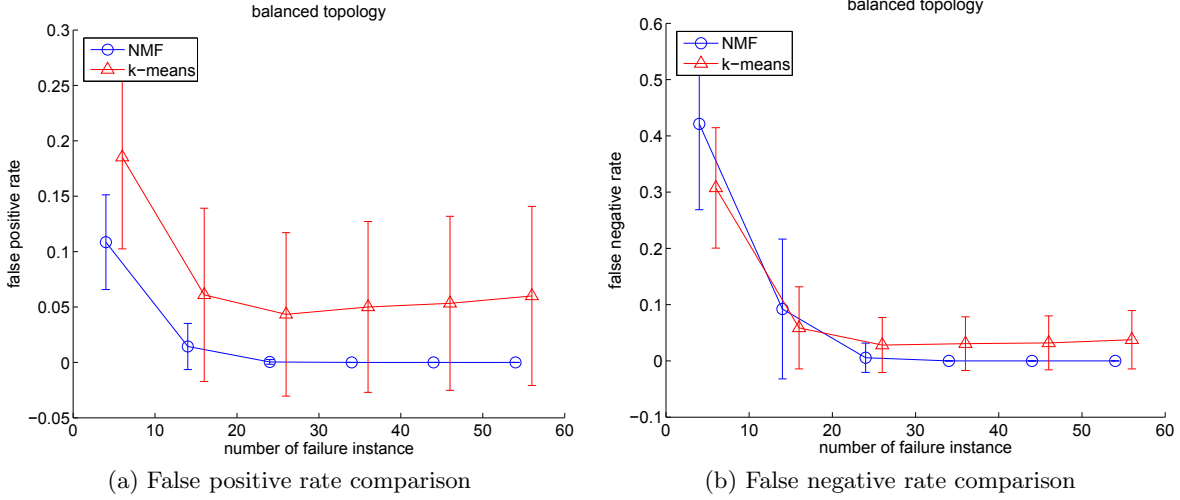 balanced topology
0.3
0.25
0.2
0.15
0.1
0.05
0
−0.05
false positive rate
NMF
k−means
0 10 20 30 40 50 60
number of failure instance
(a) False positive rate comparison
balanced topology
0.6
0.5
0.4
0.3
0.2
0.1
0
−0.1
false negative rate
NMF
k−means
0 10 20 30 40 50 60
number of failure instance
(b) False negative rate comparison